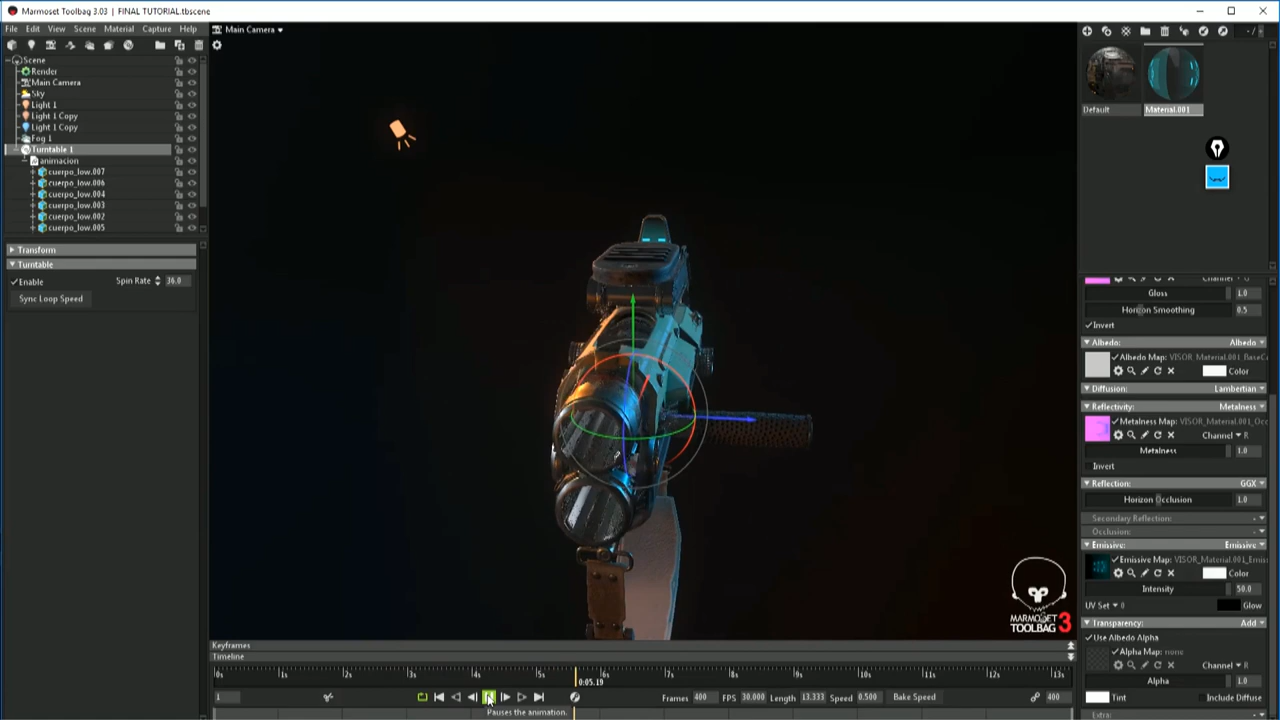 Marmoset Toolbag 3.03 | FINAL TUTORIAL.tbscene
File Edit View Scene Material Capture Help
Main Camera
Scene
Render
Main Camera
Sky
Light 1
Light 1 Copy
Light 1 Copy
Fog 1
Turntable 1
animacion
cuerpo_low.007
cuerpo_low.006
cuerpo_low.004
cuerpo_low.003
cuerpo_low.002
cuerpo_low.005
Transform
Turntable
Enable Spin Rate 36.0
Sync Loop Speed
Default Material.001
Channel
Gloss 1.0
Horizon Smoothing 0.5
Invert
Albedo: Albedo
Albedo Map: VISOR_Material.001_BaseCo
Color
Diffusion: Lambertian
Reflectivity: Metalness
Metalness Map: VISOR_Material.001_Occ
Channel R
Metalness 1.0
Invert
Reflection: GGX
Horizon Occlusion 1.0
Secondary Reflection:
Occlusion:
Emissive: Emissive
Emissive Map: VISOR_Material.001_Emiss
Color
Intensity 50.0
UV Set 0 Glow
Transparency: Add
Use Albedo Alpha
Alpha Map: none
Channel R
Alpha 1.0
Tint Include Diffuse
Extra:
MARMOSET
TOOLBAG 3
Keyframes
Timeline
0s 1s 2s 3s 4s 5s 6s 7s 8s 9s 10s 11s 12s 13s
0:05.19
1 Frames 400 FPS 30.000 Length 13.333 Speed 0.500 Bake Speed 400
Pauses the animation.